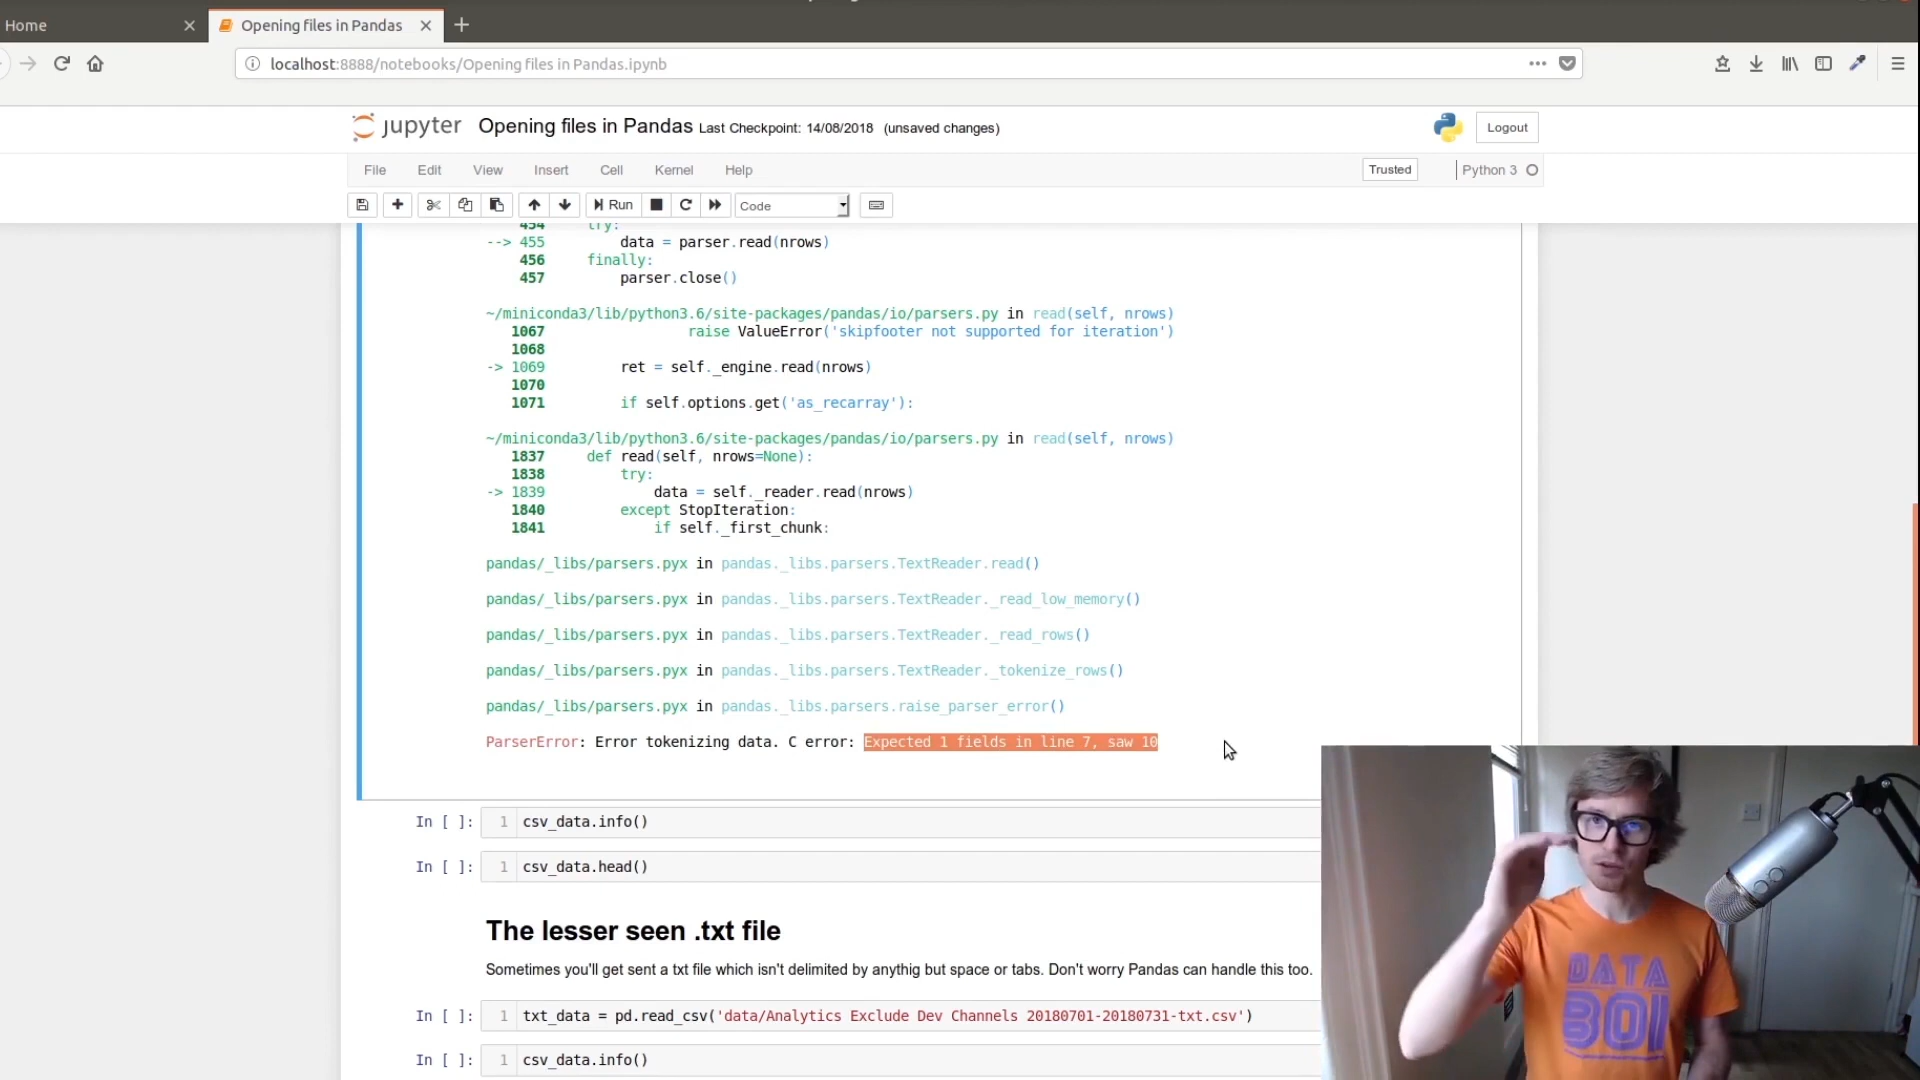 Home
Opening files in Pandas
localhost:8888/notebooks/Opening files in Pandas.ipynb
jupyter Opening files in Pandas Last Checkpoint: 14/08/2018 (unsaved changes)
Logout
File Edit View Insert Cell Kernel Help
Trusted
Python 3
Run
Code
454 try:
--> 455 data = parser.read(nrows)
456 finally:
457 parser.close()
~/miniconda3/lib/python3.6/site-packages/pandas/io/parsers.py in read(self, nrows)
1067 raise ValueError('skipfooter not supported for iteration')
1068
-> 1069 ret = self._engine.read(nrows)
1070
1071 if self.options.get('as_recarray'):
~/miniconda3/lib/python3.6/site-packages/pandas/io/parsers.py in read(self, nrows)
1837 def read(self, nrows=None):
1838 try:
-> 1839 data = self._reader.read(nrows)
1840 except StopIteration:
1841 if self._first_chunk:
pandas/_libs/parsers.pyx in pandas._libs.parsers.TextReader.read()
pandas/_libs/parsers.pyx in pandas._libs.parsers.TextReader._read_low_memory()
pandas/_libs/parsers.pyx in pandas._libs.parsers.TextReader._read_rows()
pandas/_libs/parsers.pyx in pandas._libs.parsers.TextReader._tokenize_rows()
pandas/_libs/parsers.pyx in pandas._libs.parsers.raise_parser_error()
ParserError: Error tokenizing data. C error: Expected 1 fields in line 7, saw 10
In [ ]: 1 csv_data.info()
In [ ]: 1 csv_data.head()
The lesser seen .txt file
Sometimes you'll get sent a txt file which isn't delimited by anythig but space or tabs. Don't worry Pandas can handle this too.
In [ ]: 1 txt_data = pd.read_csv('data/Analytics Exclude Dev Channels 20180701-20180731-txt.csv')
In [ ]: 1 csv_data.info()
DATA
BOI